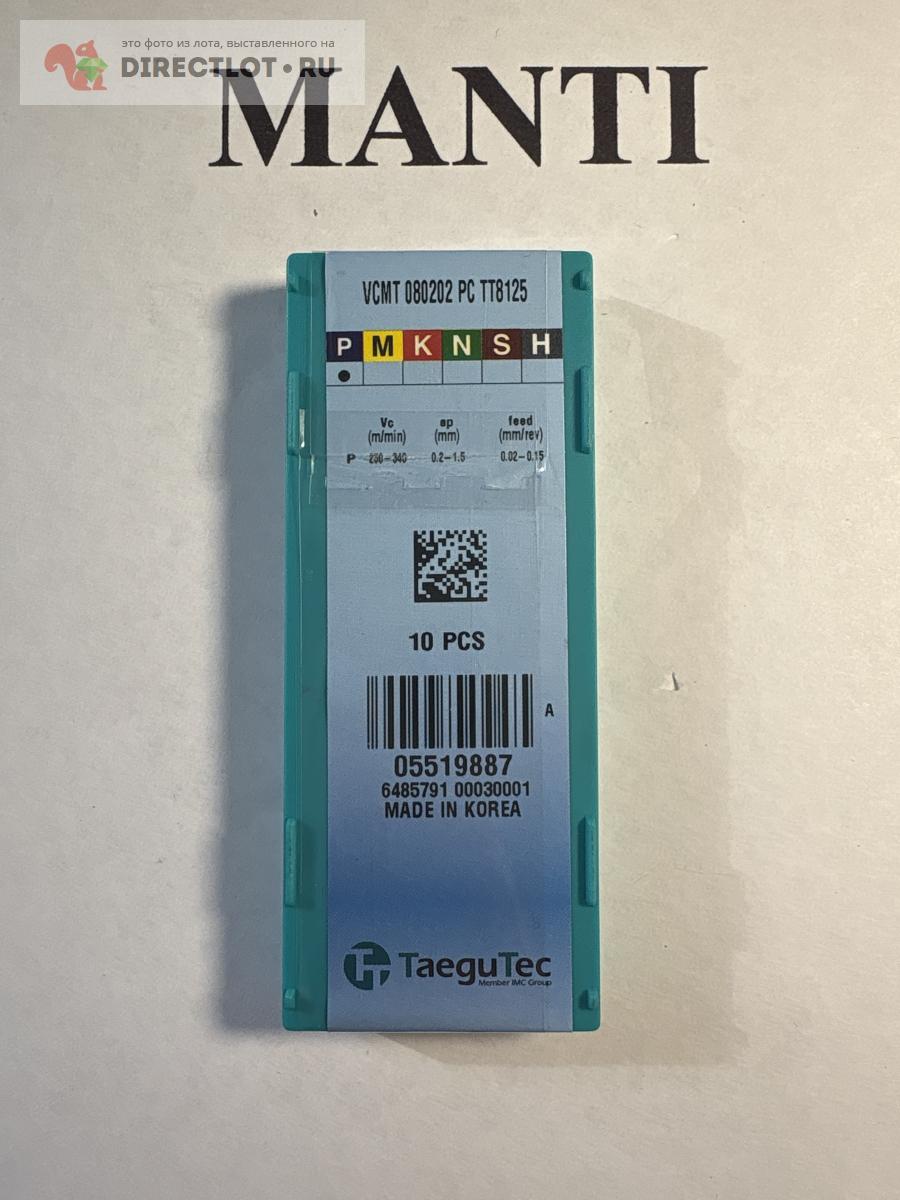 это фото из лота, выставленного на
DIRECTLOT•RU
MANTI
VCMT 080202 PC TT8125
P M K N S H
Vc ap feed
(m/min) (mm) (mm/rev)
P 230-340 0.2-1.5 0.02-0.15
10 PCS
A
05519887
6485791 00030001
MADE IN KOREA
TaeguTec
Member IMC Group